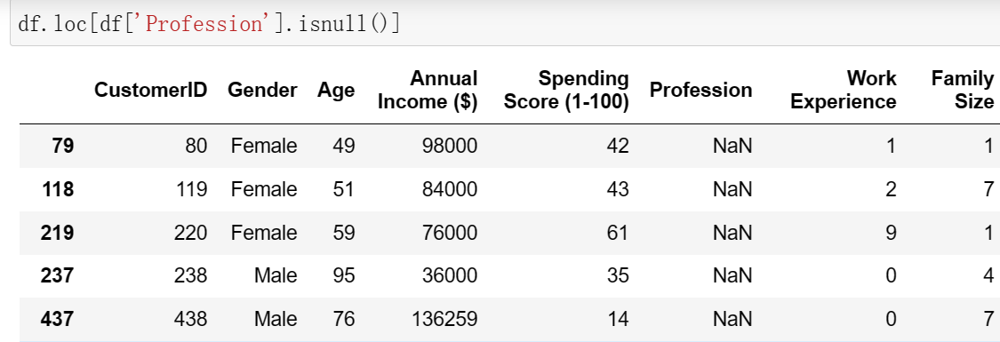 df.loc[df['Profession'].isnull()]
CustomerID Gender Age Annual Income ($) Spending Score (1-100) Profession Work Experience Family Size
79 80 Female 49 98000 42 NaN 1 1
118 119 Female 51 84000 43 NaN 2 7
219 220 Female 59 76000 61 NaN 9 1
237 238 Male 95 36000 35 NaN 0 4
437 438 Male 76 136259 14 NaN 0 7